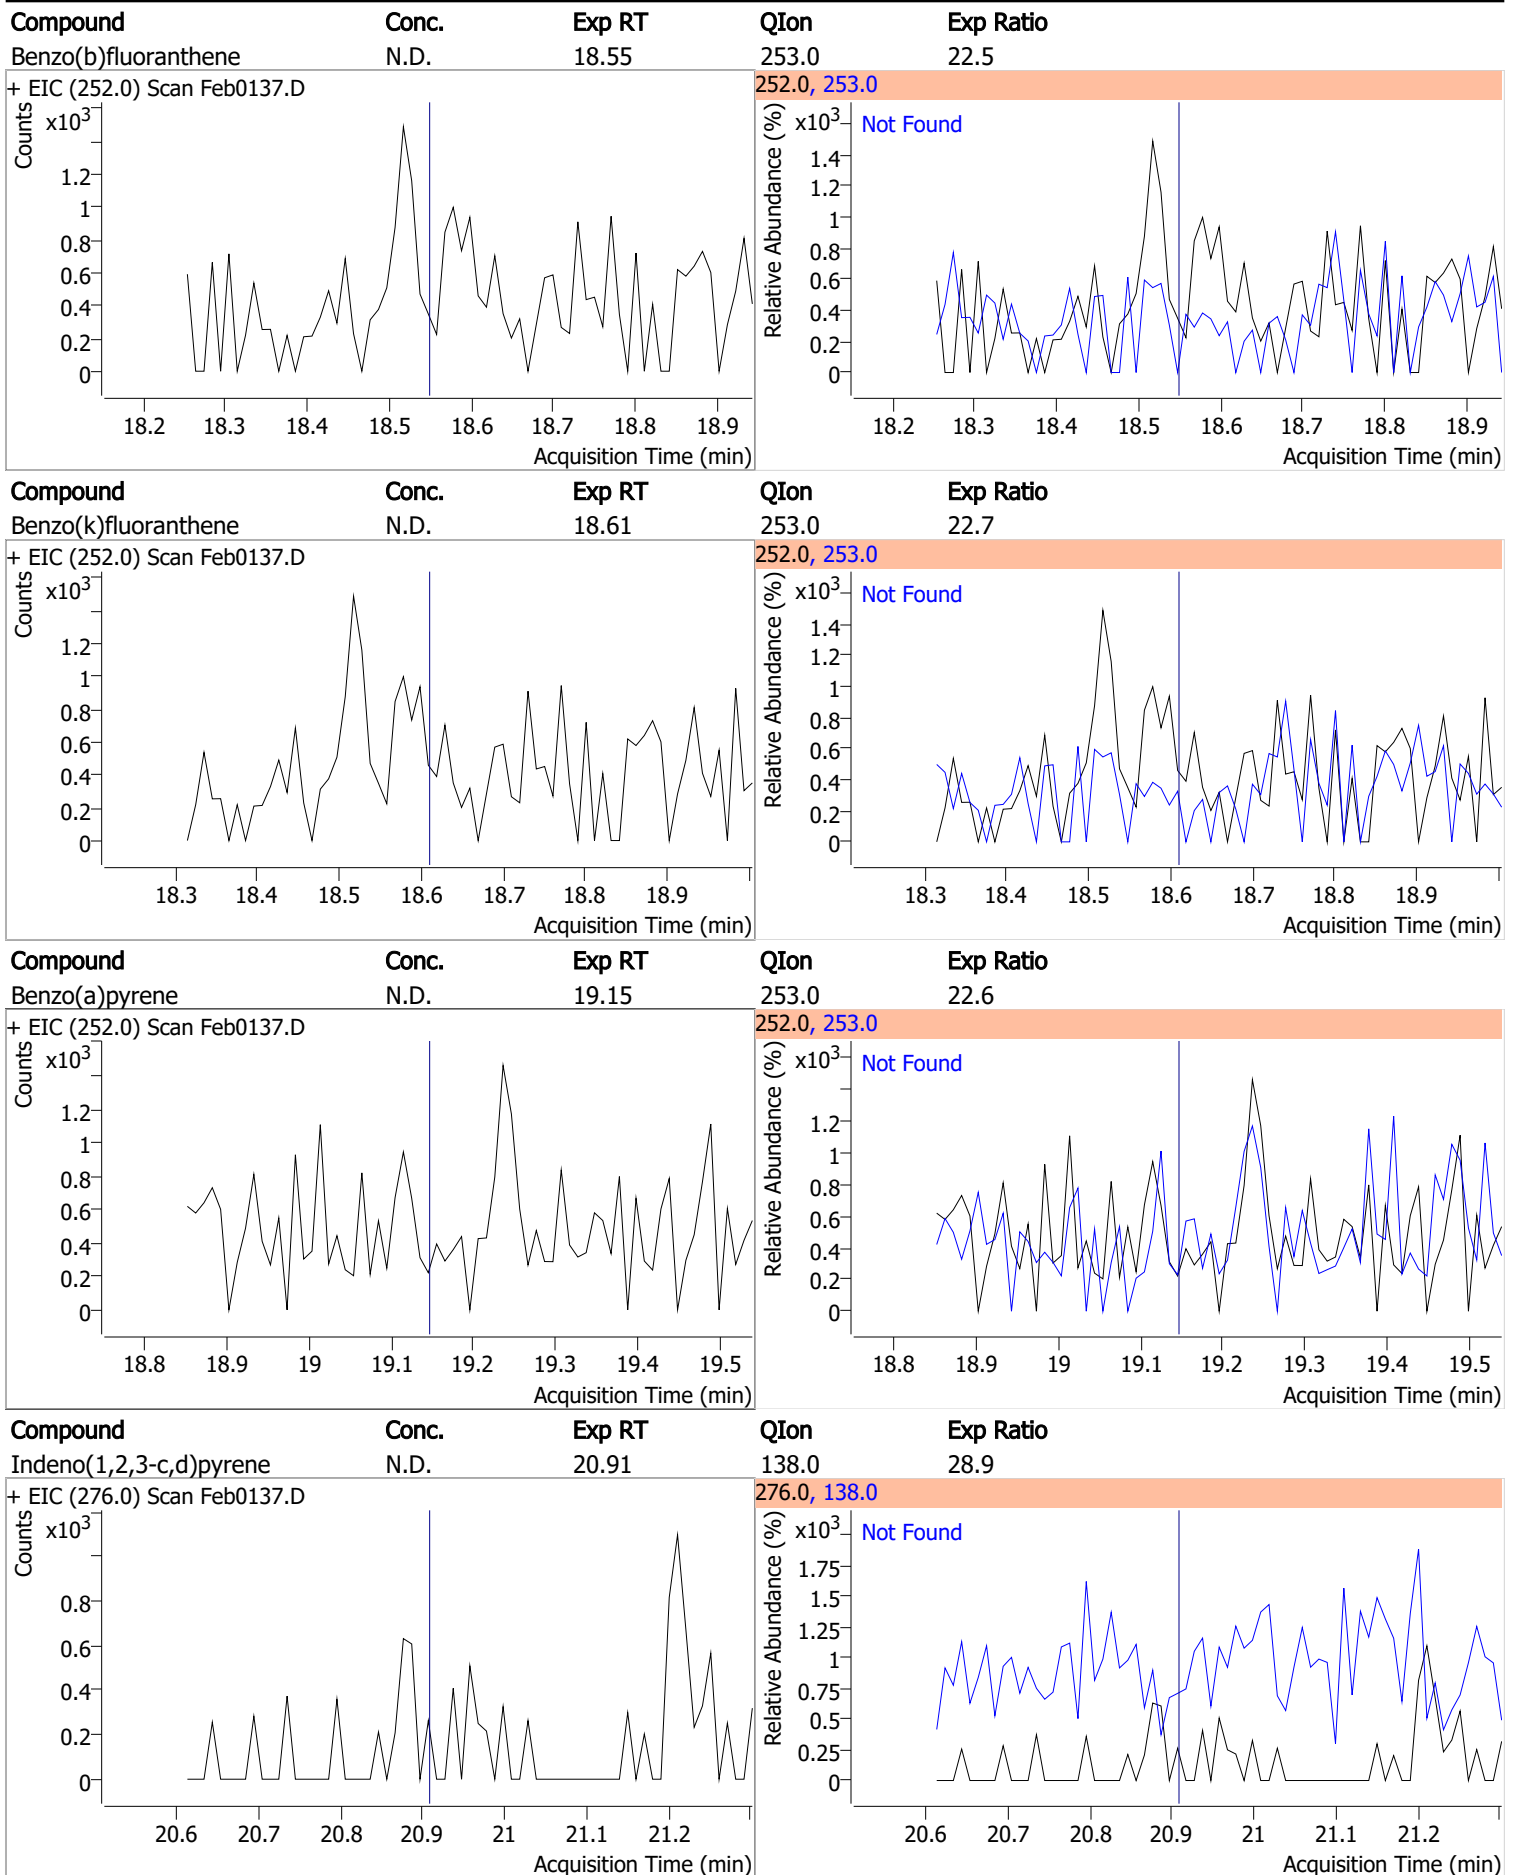 Compound Conc. Exp RT QIon Exp Ratio
Benzo(b)fluoranthene N.D. 18.55 253.0 22.5
+ EIC (252.0) Scan Feb0137.D 252.0, 253.0
Counts
x10³
1.2
1
0.8
0.6
0.4
0.2
0
18.2 18.3 18.4 18.5 18.6 18.7 18.8 18.9
Acquisition Time (min)
Relative Abundance (%)
x10³
Not Found
1.4
1.2
1
0.8
0.6
0.4
0.2
0
18.2 18.3 18.4 18.5 18.6 18.7 18.8 18.9
Acquisition Time (min)
Compound Conc. Exp RT QIon Exp Ratio
Benzo(k)fluoranthene N.D. 18.61 253.0 22.7
+ EIC (252.0) Scan Feb0137.D 252.0, 253.0
Counts
x10³
1.2
1
0.8
0.6
0.4
0.2
0
18.3 18.4 18.5 18.6 18.7 18.8 18.9
Acquisition Time (min)
Relative Abundance (%)
x10³
Not Found
1.4
1.2
1
0.8
0.6
0.4
0.2
0
18.3 18.4 18.5 18.6 18.7 18.8 18.9
Acquisition Time (min)
Compound Conc. Exp RT QIon Exp Ratio
Benzo(a)pyrene N.D. 19.15 253.0 22.6
+ EIC (252.0) Scan Feb0137.D 252.0, 253.0
Counts
x10³
1.2
1
0.8
0.6
0.4
0.2
0
18.8 18.9 19 19.1 19.2 19.3 19.4 19.5
Acquisition Time (min)
Relative Abundance (%)
x10³
Not Found
1.2
1
0.8
0.6
0.4
0.2
0
18.8 18.9 19 19.1 19.2 19.3 19.4 19.5
Acquisition Time (min)
Compound Conc. Exp RT QIon Exp Ratio
Indeno(1,2,3-c,d)pyrene N.D. 20.91 138.0 28.9
+ EIC (276.0) Scan Feb0137.D 276.0, 138.0
Counts
x10³
0.8
0.6
0.4
0.2
0
20.6 20.7 20.8 20.9 21 21.1 21.2
Acquisition Time (min)
Relative Abundance (%)
x10³
Not Found
1.75
1.5
1.25
1
0.75
0.5
0.25
0
20.6 20.7 20.8 20.9 21 21.1 21.2
Acquisition Time (min)